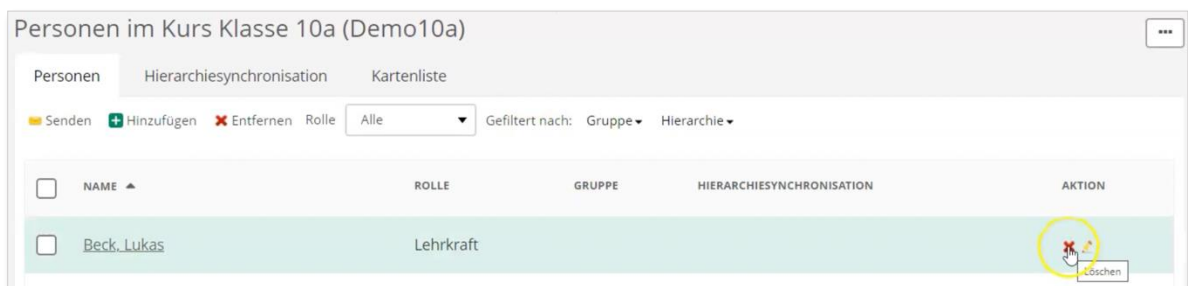 Personen im Kurs Klasse 10a (Demo10a)
Personen Hierarchiesynchronisation Kartenliste
Senden Hinzufügen Entfernen Rolle Alle Gefiltert nach: Gruppe Hierarchie
NAME ROLLE GRUPPE HIERARCHIESYNCHRONISATION AKTION
Beck, Lukas Lehrkraft
Löschen